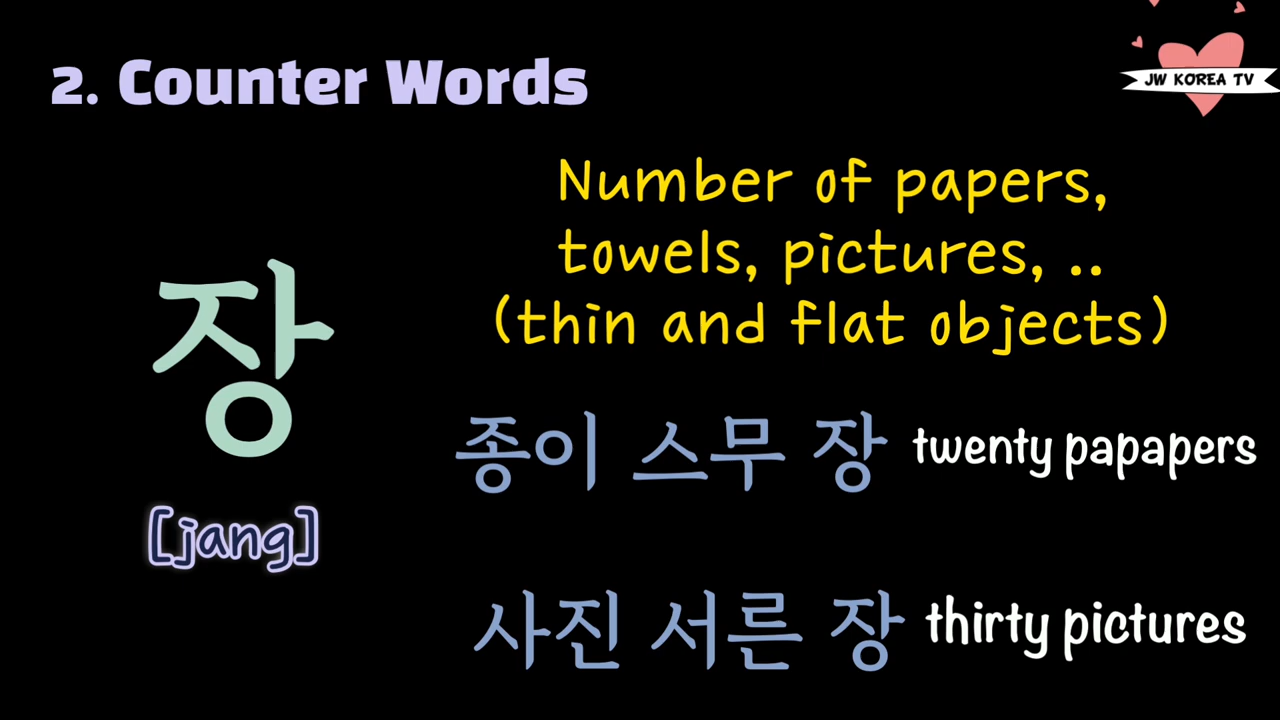 2. Counter Words
JW KOREA TV
Number of papers,
towels, pictures, ..
(thin and flat objects)
장
[jang]
종이 스무 장 twenty papapers
사진 서른 장 thirty pictures